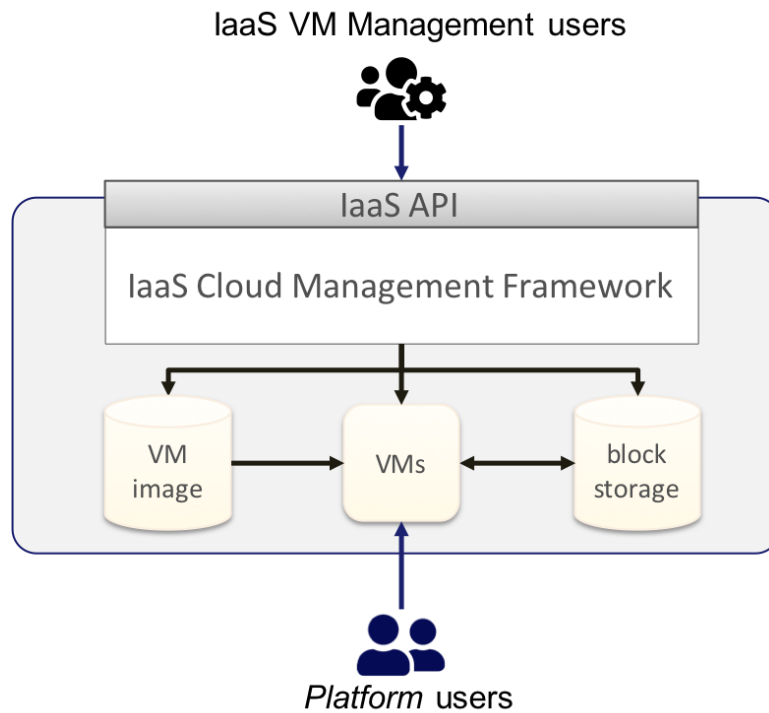 IaaS VM Management users
IaaS API
IaaS Cloud Management Framework
VM
image
VMs
block
storage
Platform users